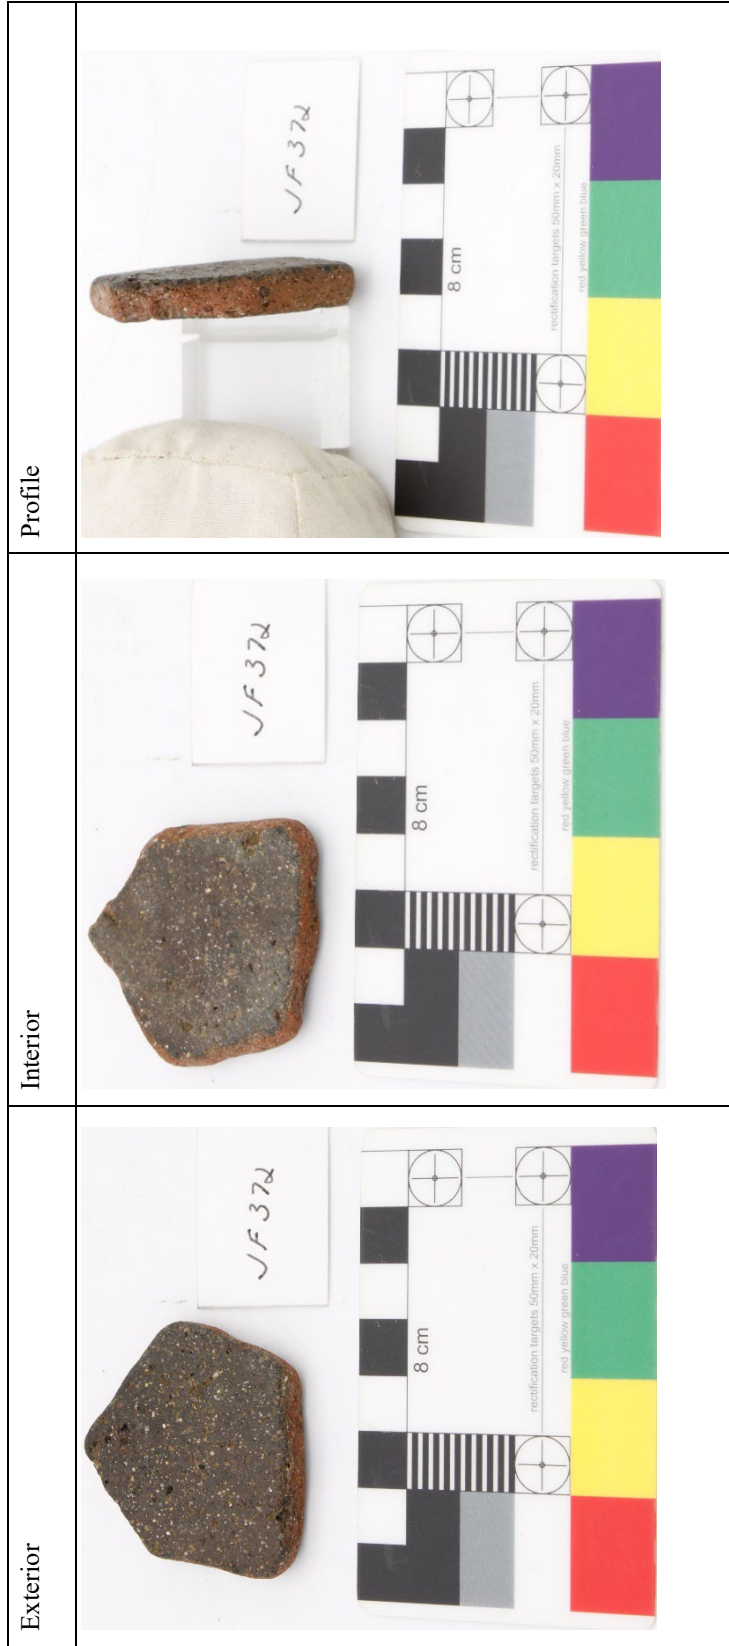 Exterior
JF 372
8 cm
rectification targets 50mm x 20mm
red yellow green blue
Interior
JF 372
8 cm
rectification targets 50mm x 20mm
red yellow green blue
Profile
JF 372
8 cm
rectification targets 50mm x 20mm
red yellow green blue